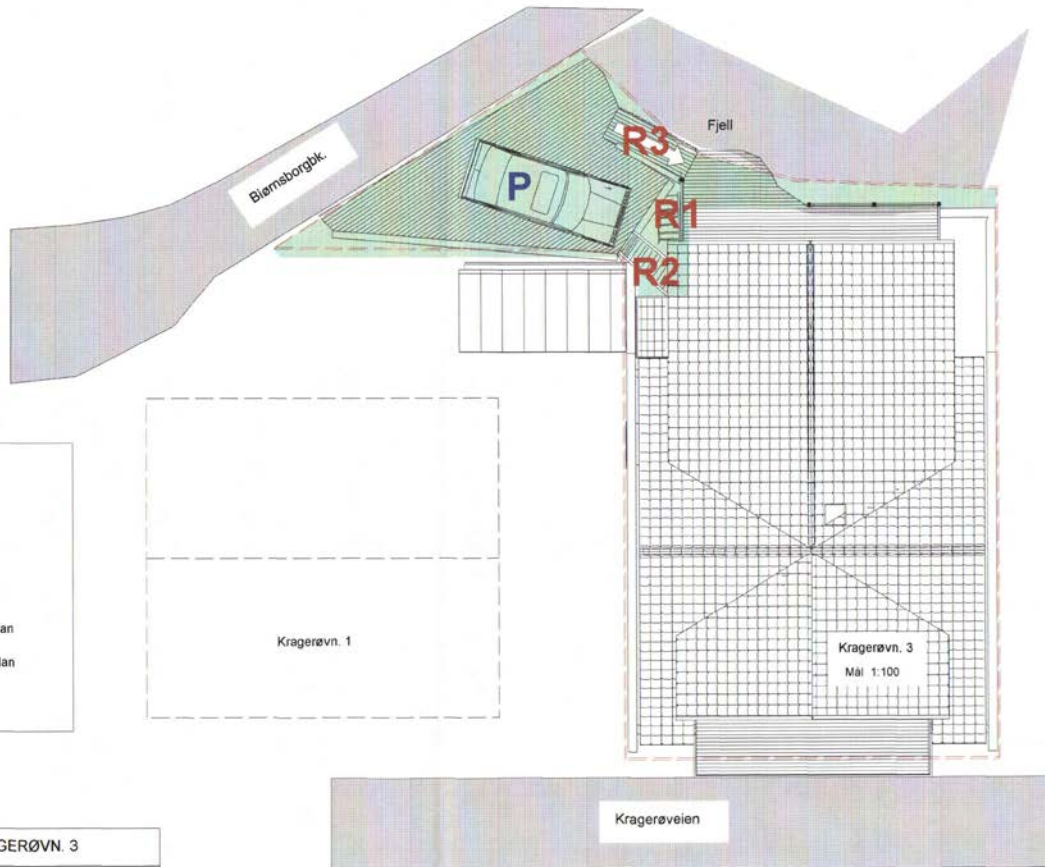 Fjell
R3
Biørnsborgbk.
P
R1
R2
an
lan
Kragerøvn. 1
Kragerøvn. 3
Mål 1:100
Kragerøveien
GERØVN. 3